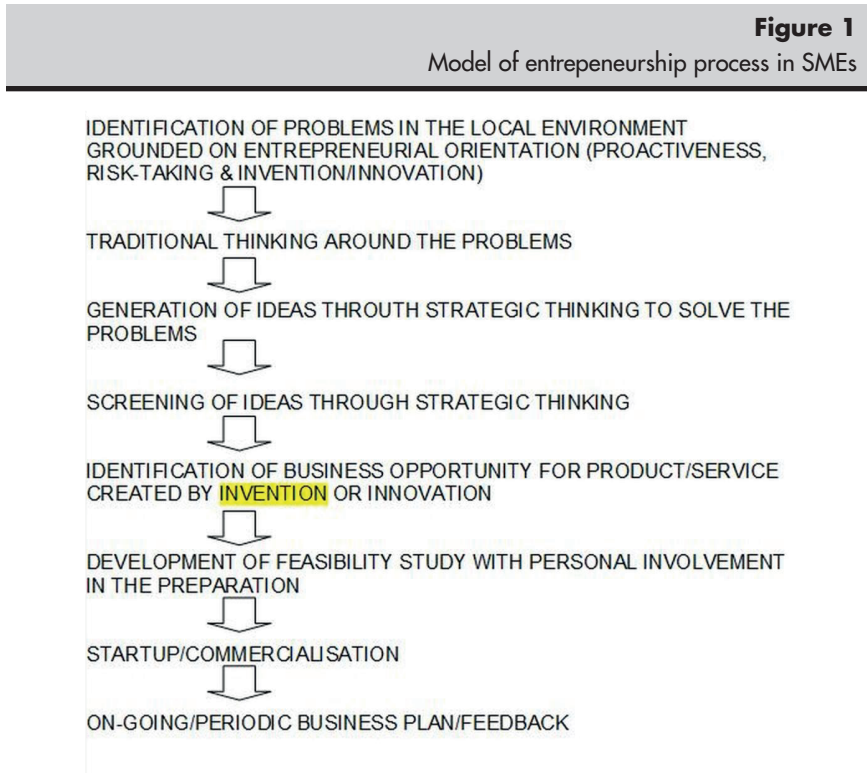 Figure 1
Model of entrepeneurship process in SMEs
IDENTIFICATION OF PROBLEMS IN THE LOCAL ENVIRONMENT
GROUNDED ON ENTREPRENEURIAL ORIENTATION (PROACTIVENESS,
RISK-TAKING & INVENTION/INNOVATION)
TRADITIONAL THINKING AROUND THE PROBLEMS
GENERATION OF IDEAS THROUTH STRATEGIC THINKING TO SOLVE THE
PROBLEMS
SCREENING OF IDEAS THROUGH STRATEGIC THINKING
IDENTIFICATION OF BUSINESS OPPORTUNITY FOR PRODUCT/SERVICE
CREATED BY INVENTION OR INNOVATION
DEVELOPMENT OF FEASIBILITY STUDY WITH PERSONAL INVOLVEMENT
IN THE PREPARATION
STARTUP/COMMERCIALISATION
ON-GOING/PERIODIC BUSINESS PLAN/FEEDBACK